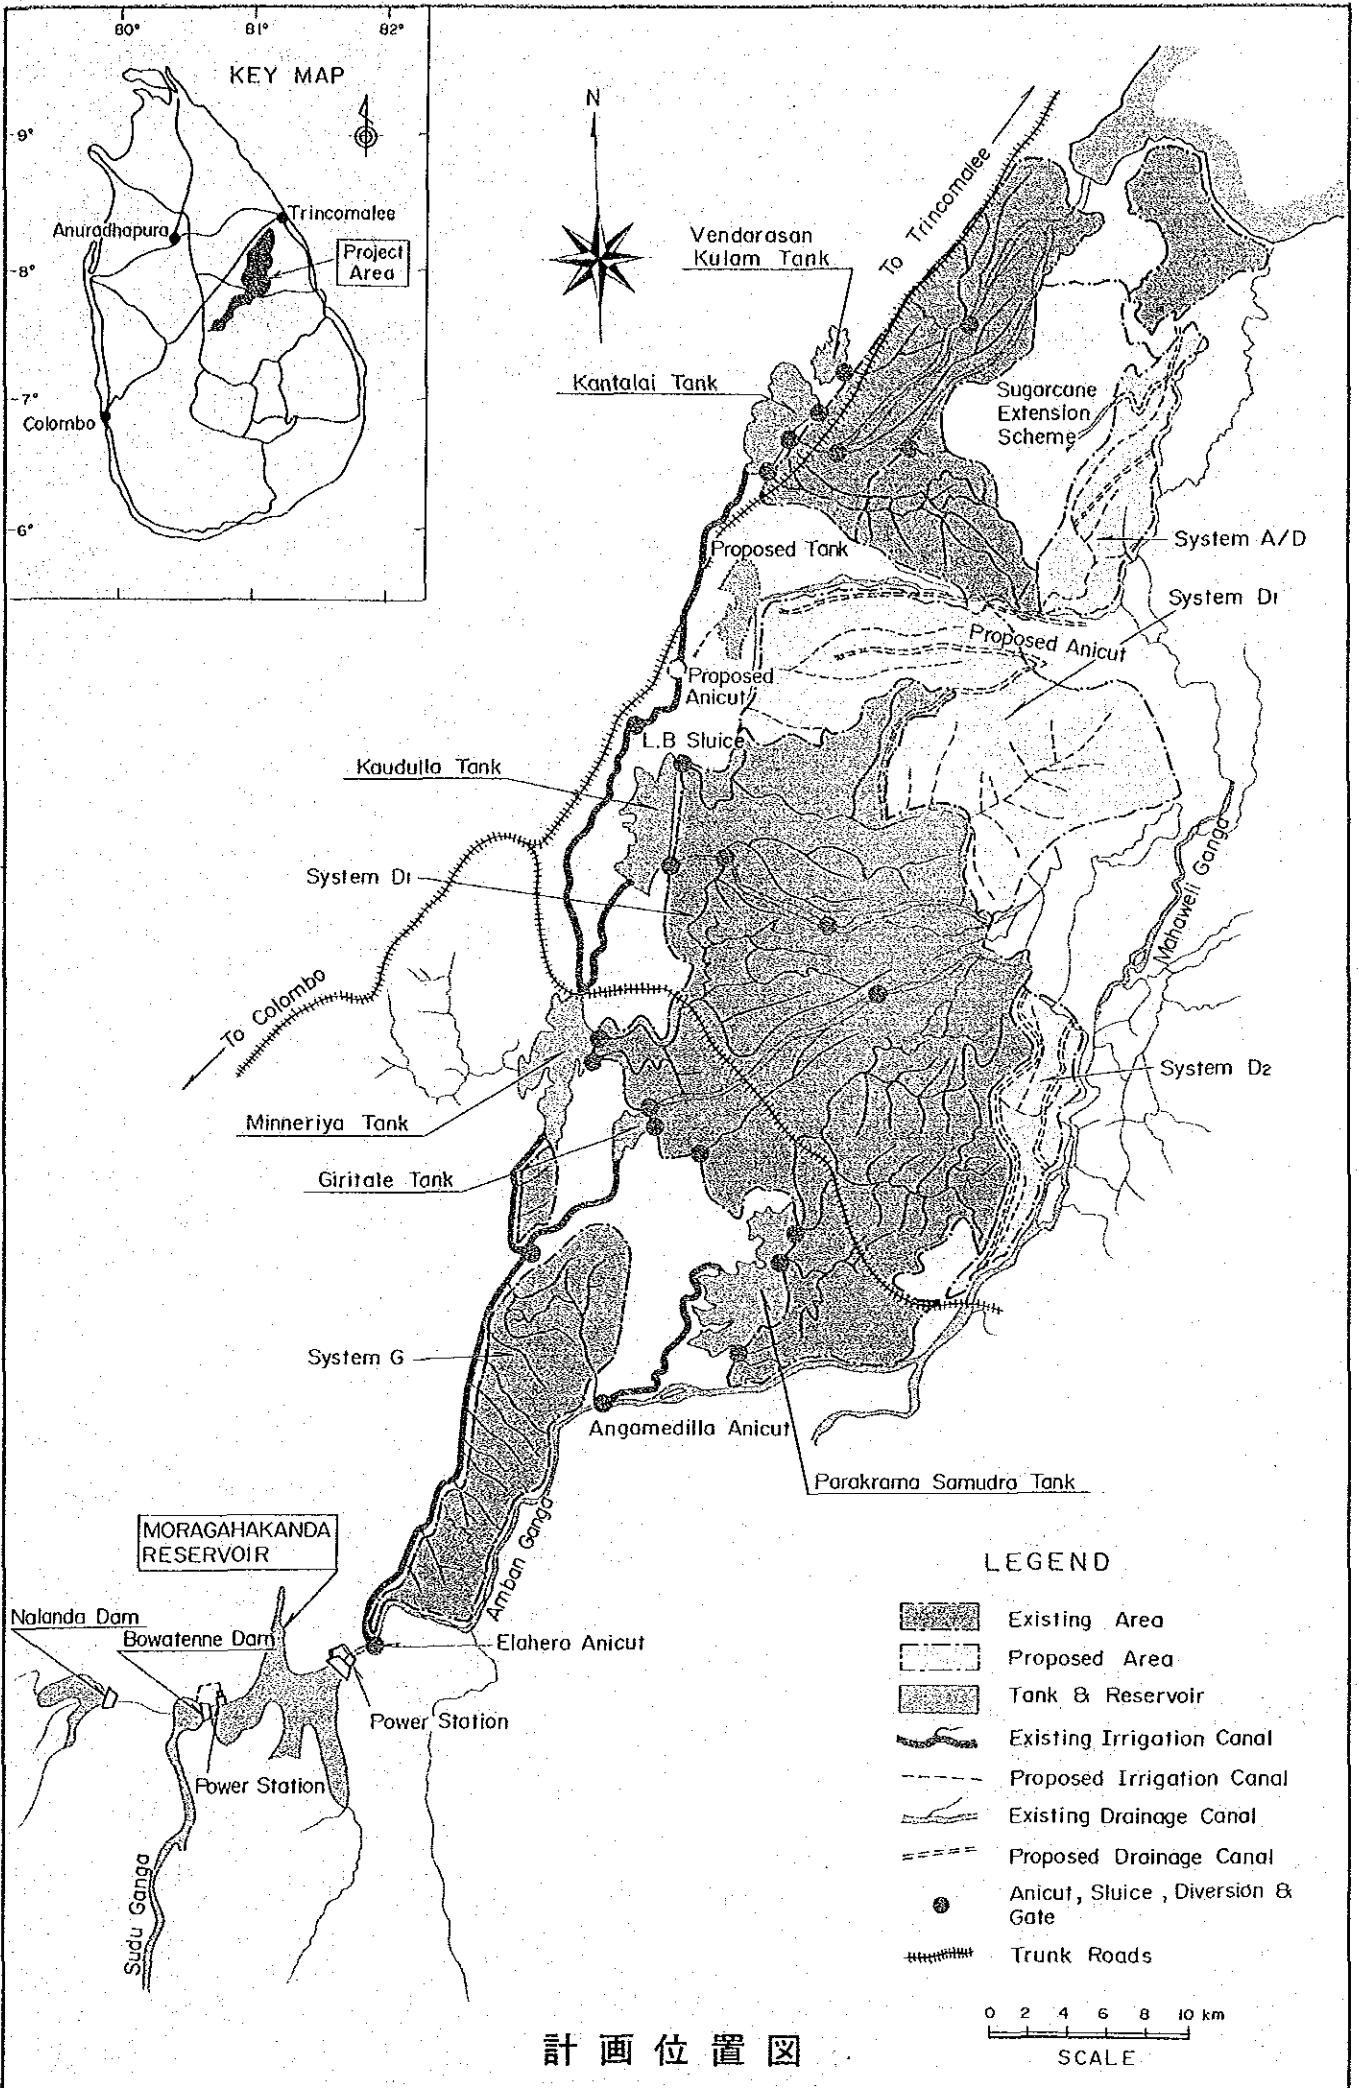 80°
81°
82°
KEY MAP
9°
8°
7°
6°
Trincomalee
Anuradhapura
Project
Area
Colombo
N
To Trincomalee
Vendarasan
Kulam Tank
Kantalai Tank
Sugarcane
Extension
Scheme
System A/D
Proposed Tank
System D1
Proposed Anicut
Proposed
Anicut
L.B Sluice
Kaudulla Tank
System D1
Mahaweli Ganga
To Colombo
System D2
Minneriya Tank
Giritale Tank
System G
Angamedilla Anicut
Parakrama Samudra Tank
Amban Ganga
MORAGAHAKANDA
RESERVOIR
Nalanda Dam
Bowatenne Dam
Elahera Anicut
Power Station
Power Station
Sudu Ganga
LEGEND
Existing Area
Proposed Area
Tank & Reservoir
Existing Irrigation Canal
Proposed Irrigation Canal
Existing Drainage Canal
Proposed Drainage Canal
Anicut, Sluice, Diversion &
Gate
Trunk Roads
0 2 4 6 8 10 km
SCALE
計画位置図